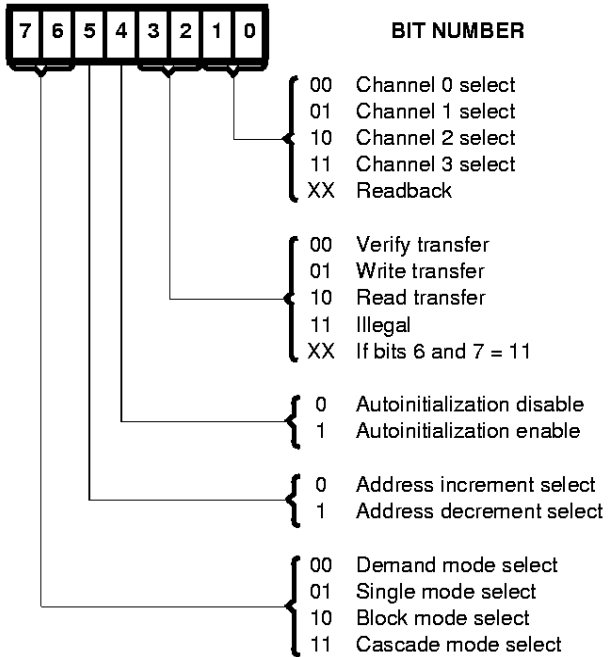 7 6 5 4 3 2 1 0 BIT NUMBER
00 Channel 0 select
01 Channel 1 select
10 Channel 2 select
11 Channel 3 select
XX Readback
00 Verify transfer
01 Write transfer
10 Read transfer
11 Illegal
XX If bits 6 and 7 = 11
0 Autoinitialization disable
1 Autoinitialization enable
0 Address increment select
1 Address decrement select
00 Demand mode select
01 Single mode select
10 Block mode select
11 Cascade mode select